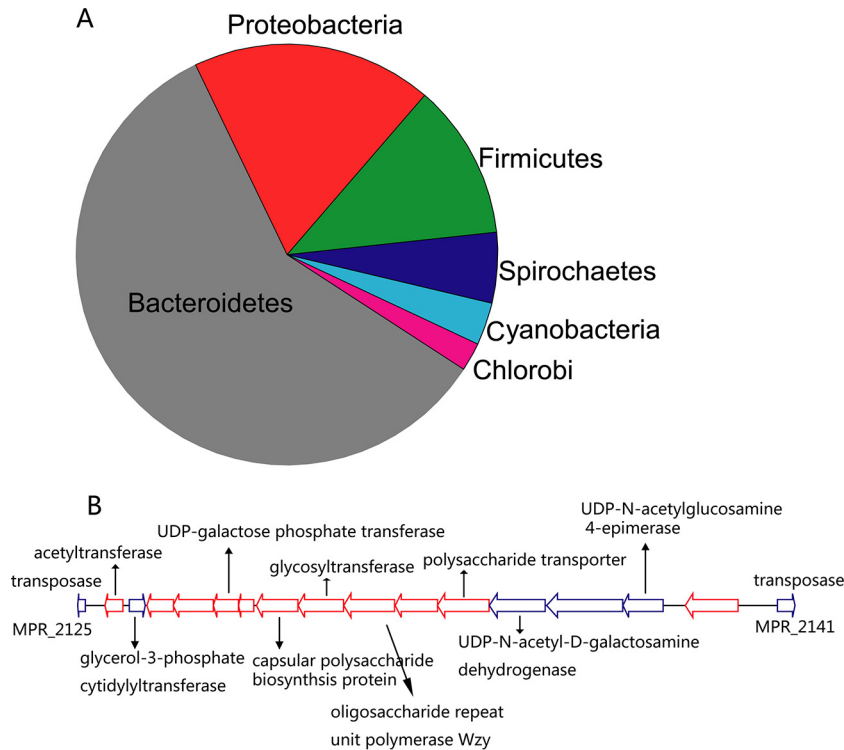 A
Proteobacteria
Firmicutes
Spirochaetes
Bacteroidetes
Cyanobacteria
Chlorobi
B
UDP-N-acetylglucosamine
4-epimerase
UDP-galactose phosphate transferase
acetyltransferase
glycosyltransferase
polysaccharide transporter
transposase
transposase
MPR_2125
MPR_2141
glycerol-3-phosphate
cytidylyltransferase
capsular polysaccharide
biosynthsis protein
UDP-N-acetyl-D-galactosamine
dehydrogenase
oligosaccharide repeat
unit polymerase Wzy